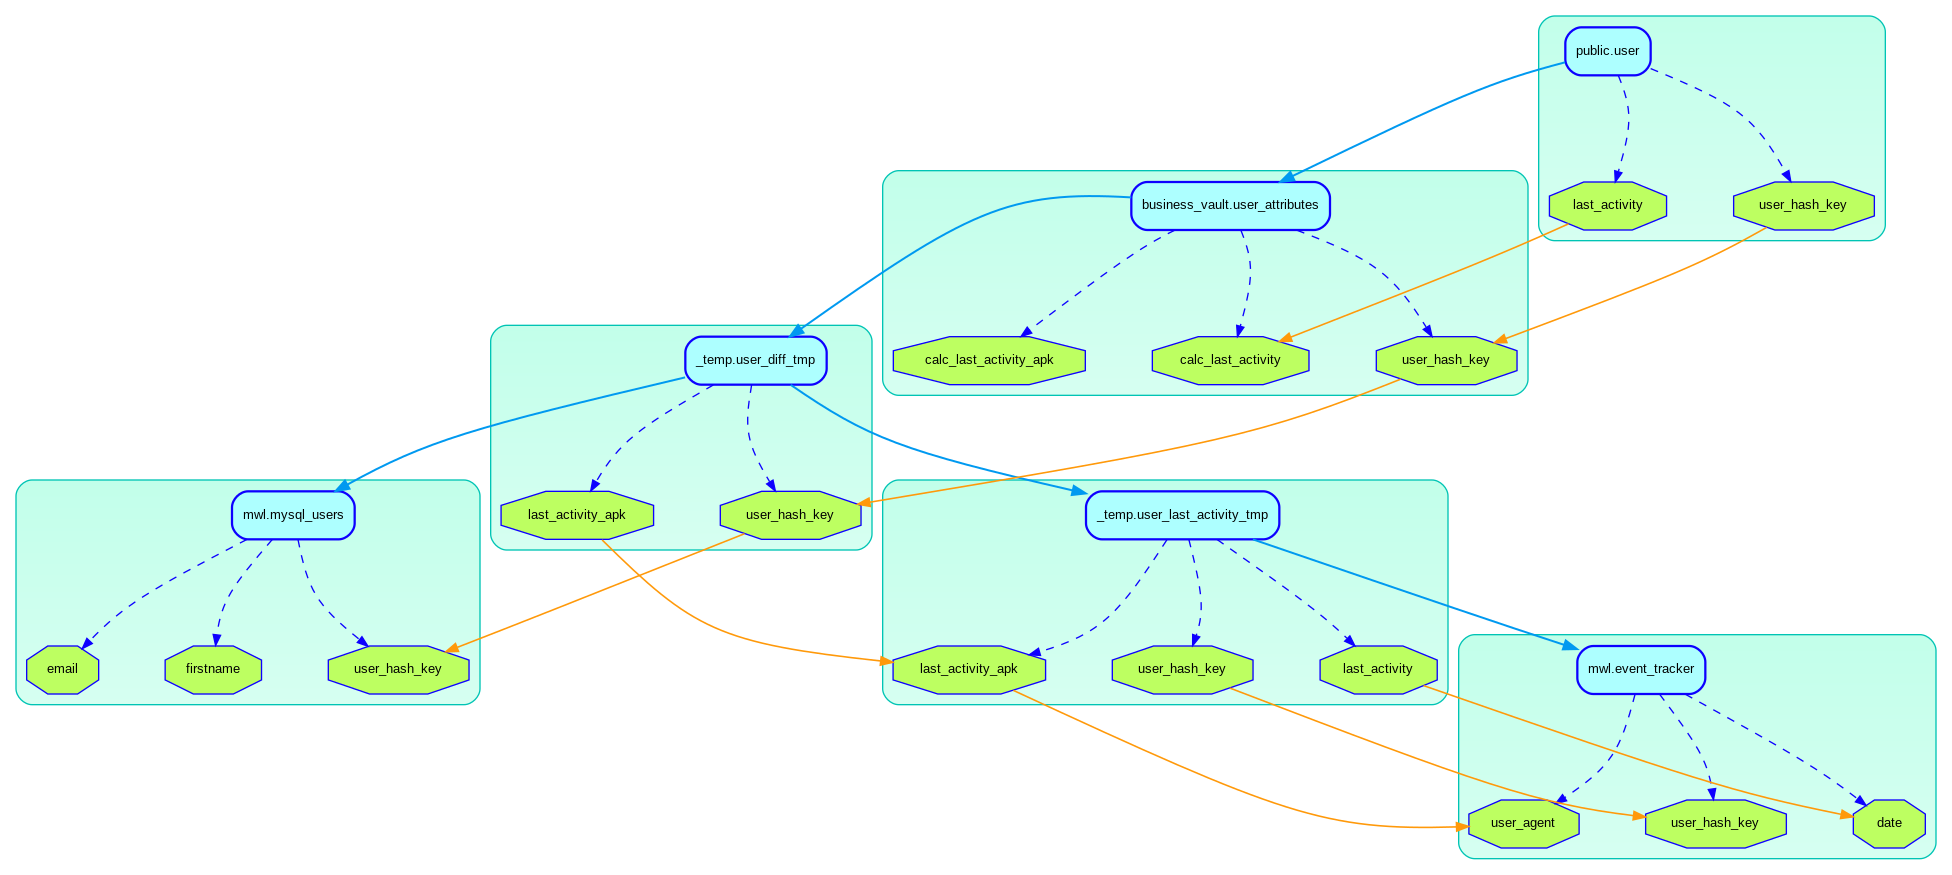 public.user
last_activity
user_hash_key
business_vault.user_attributes
calc_last_activity_apk
calc_last_activity
user_hash_key
_temp.user_diff_tmp
last_activity_apk
user_hash_key
mwl.mysql_users
email
firstname
user_hash_key
_temp.user_last_activity_tmp
last_activity_apk
user_hash_key
last_activity
mwl.event_tracker
user_agent
user_hash_key
date